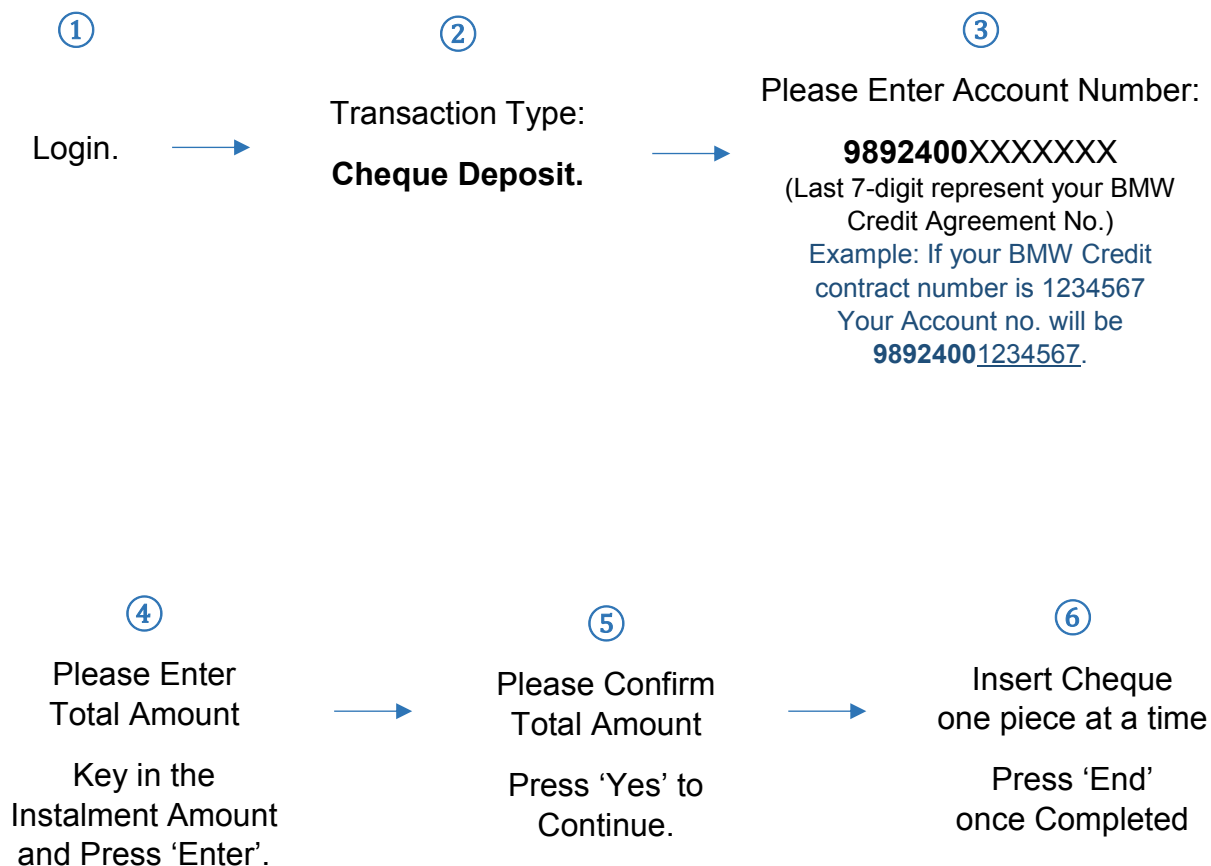 ①
Login.
②
Transaction Type:
Cheque Deposit.
③
Please Enter Account Number:
9892400XXXXXXX
(Last 7-digit represent your BMW
Credit Agreement No.)
Example: If your BMW Credit
contract number is 1234567
Your Account no. will be
98924001234567.
④
Please Enter
Total Amount
Key in the
Instalment Amount
and Press ‘Enter’.
⑤
Please Confirm
Total Amount
Press ‘Yes’ to
Continue.
⑥
Insert Cheque
one piece at a time
Press ‘End’
once Completed